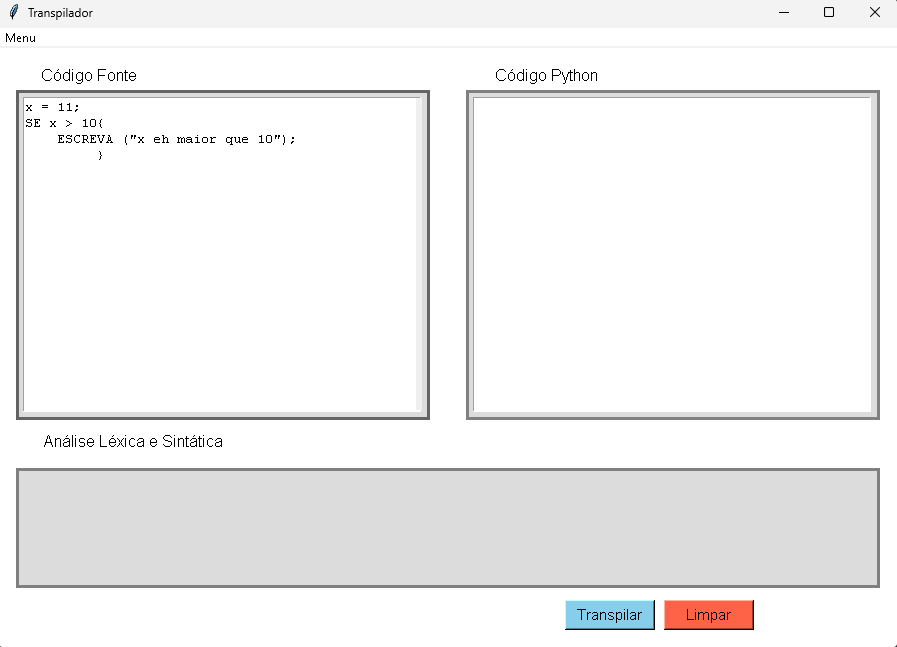 Transpilador
Menu
Código Fonte
x = 11;
SE x > 10{
    ESCREVA ("x eh maior que 10");
         }
Código Python
Análise Léxica e Sintática
Transpilar
Limpar